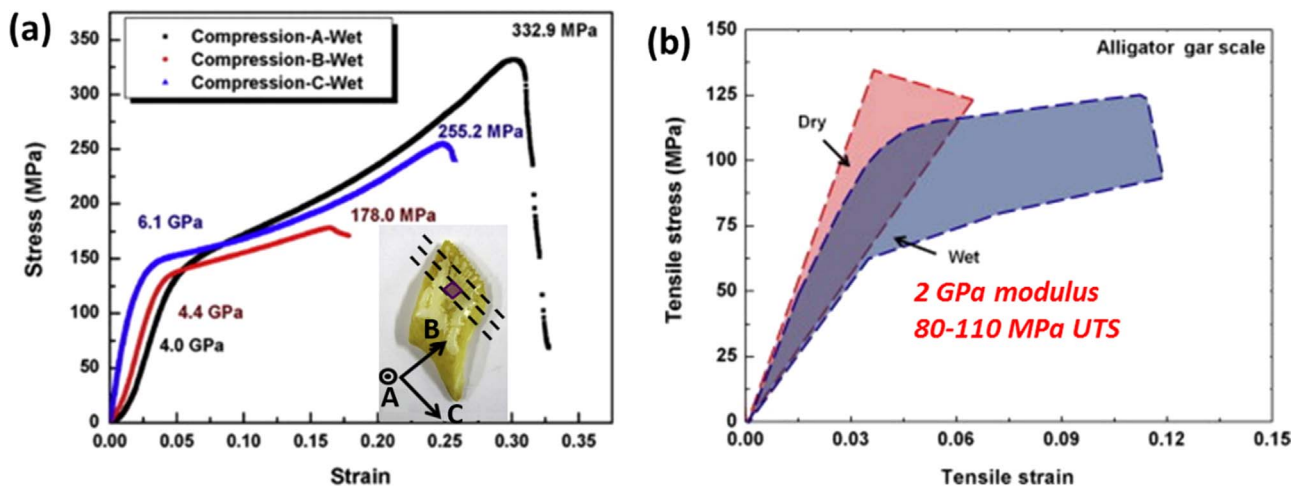 (a)
Compression-A-Wet
Compression-B-Wet
Compression-C-Wet
332.9 MPa
255.2 MPa
178.0 MPa
6.1 GPa
4.4 GPa
4.0 GPa
B
A
C
Stress (MPa)
350
300
250
200
150
100
50
0
0.00 0.05 0.10 0.15 0.20 0.25 0.30 0.35
Strain
(b)
Alligator gar scale
Dry
Wet
2 GPa modulus
80-110 MPa UTS
Tensile stress (MPa)
150
125
100
75
50
25
0
0.00 0.03 0.06 0.09 0.12 0.15
Tensile strain